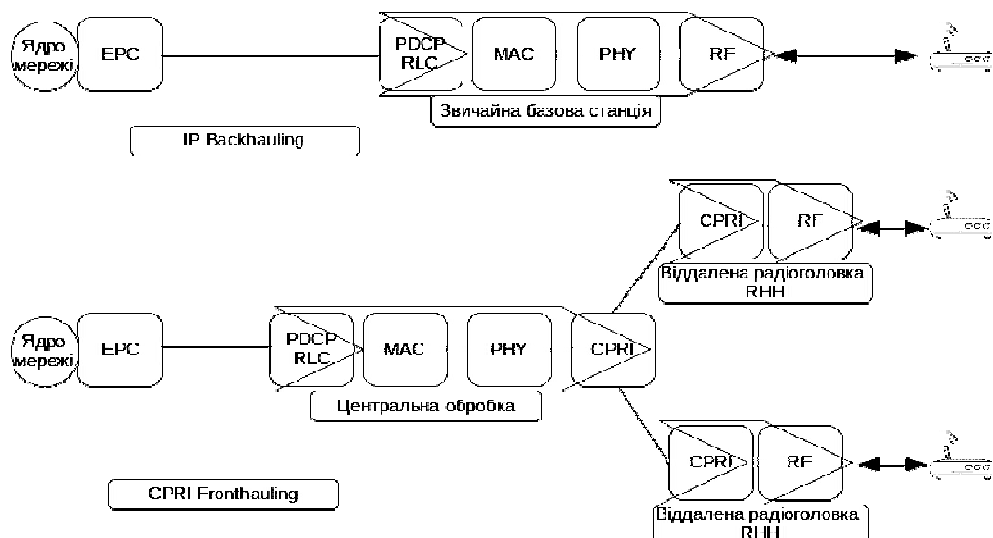 Ядро
мережі
EPC
PDCP
RLC
MAC
PHY
RF
Звичайна базова станція
IP Backhauling
CPRI
RF
Віддалена радіоголовка
RHH
Ядро
мережі
EPC
PDCP
RLC
MAC
PHY
CPRI
Центральна обробка
CPRI
RF
CPRI Fronthauling
Віддалена радіоголовка
RHH